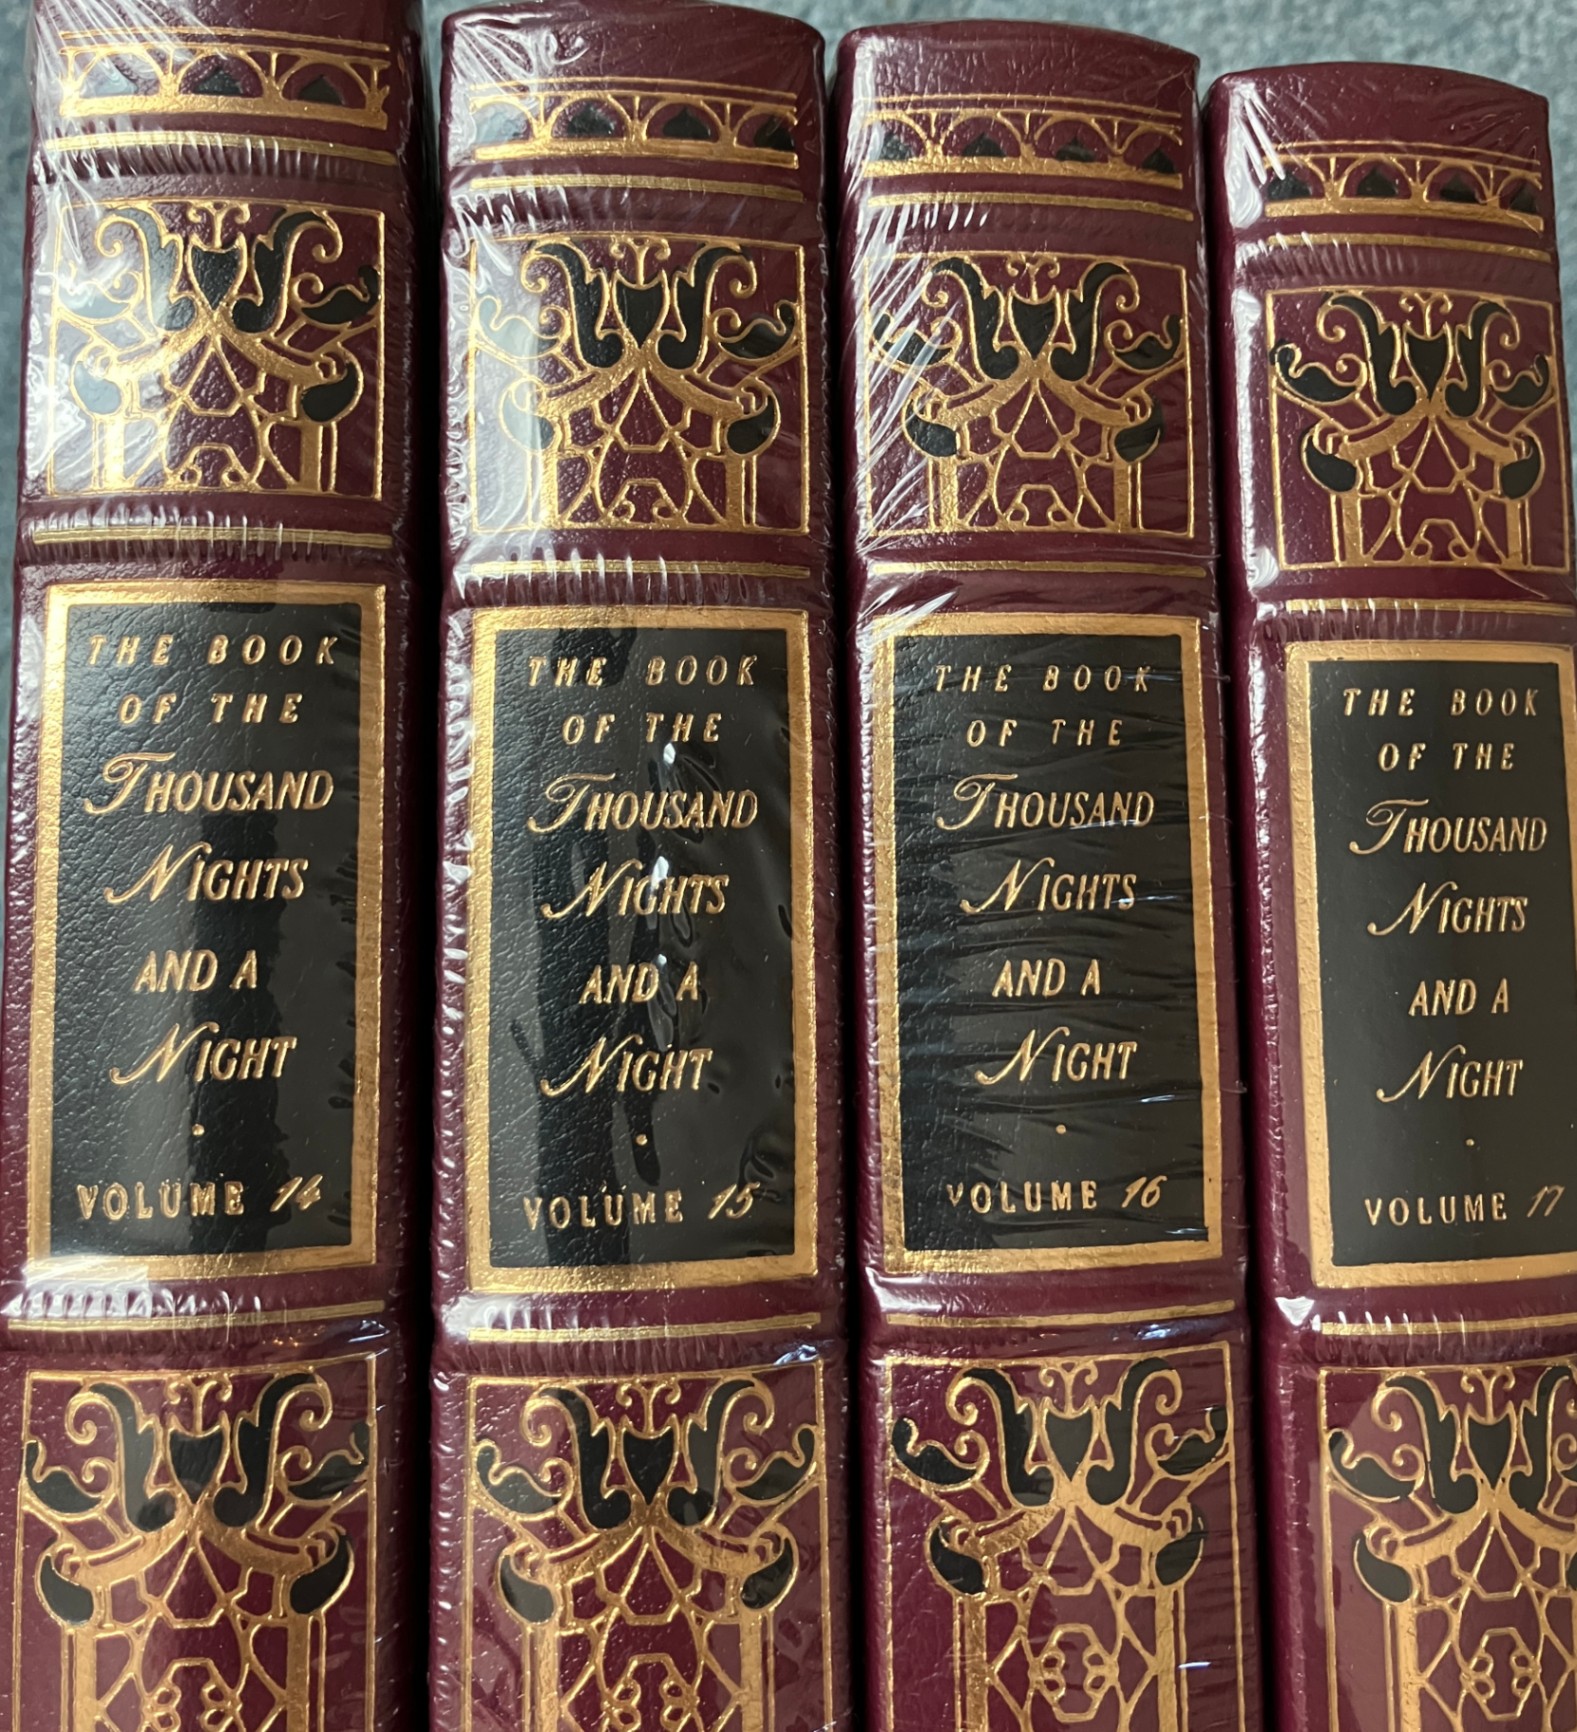 THE BOOK
OF THE
THOUSAND
NIGHTS
AND A
NIGHT
VOLUME 14
THE BOOK
OF THE
THOUSAND
NIGHTS
AND A
NIGHT
VOLUME 15
THE BOOK
OF THE
THOUSAND
NIGHTS
AND A
NIGHT
VOLUME 16
THE BOOK
OF THE
THOUSAND
NIGHTS
AND A
NIGHT
VOLUME 17